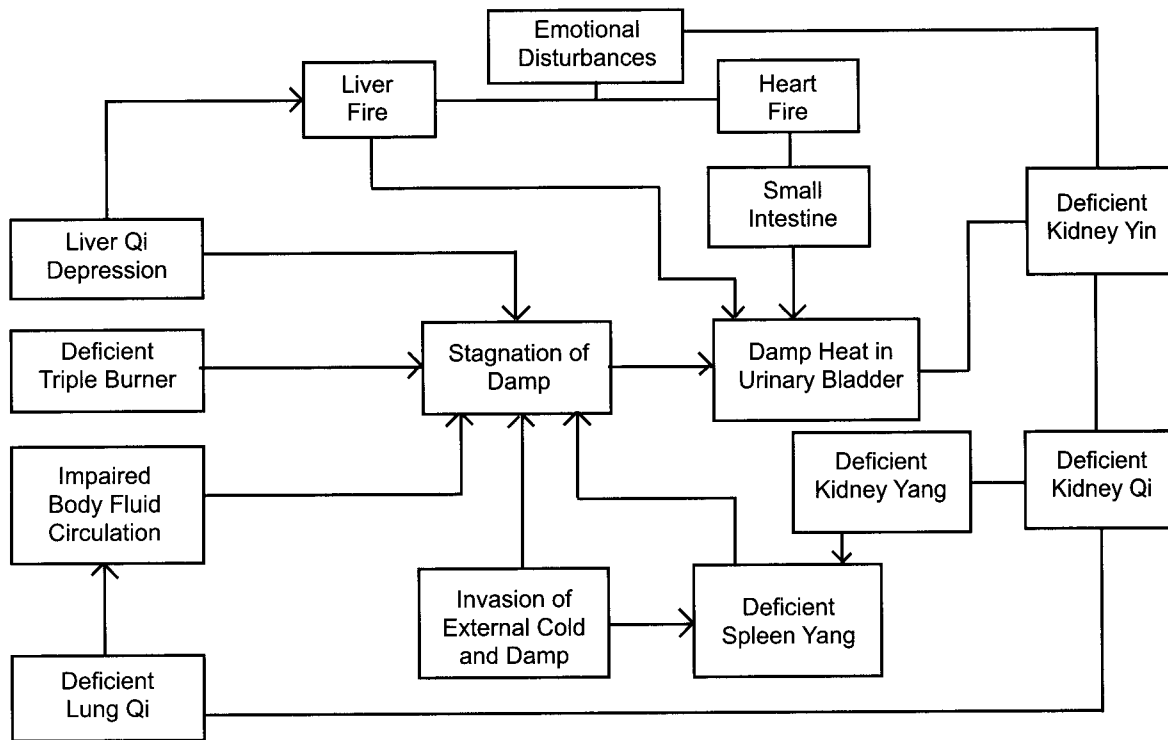 Emotional
Disturbances
Liver
Fire
Heart
Fire
Small
Intestine
Deficient
Kidney Yin
Liver Qi
Depression
Deficient
Triple Burner
Stagnation of
Damp
Damp Heat in
Urinary Bladder
Impaired
Body Fluid
Circulation
Deficient
Kidney Yang
Deficient
Kidney Qi
Invasion of
External Cold
and Damp
Deficient
Spleen Yang
Deficient
Lung Qi